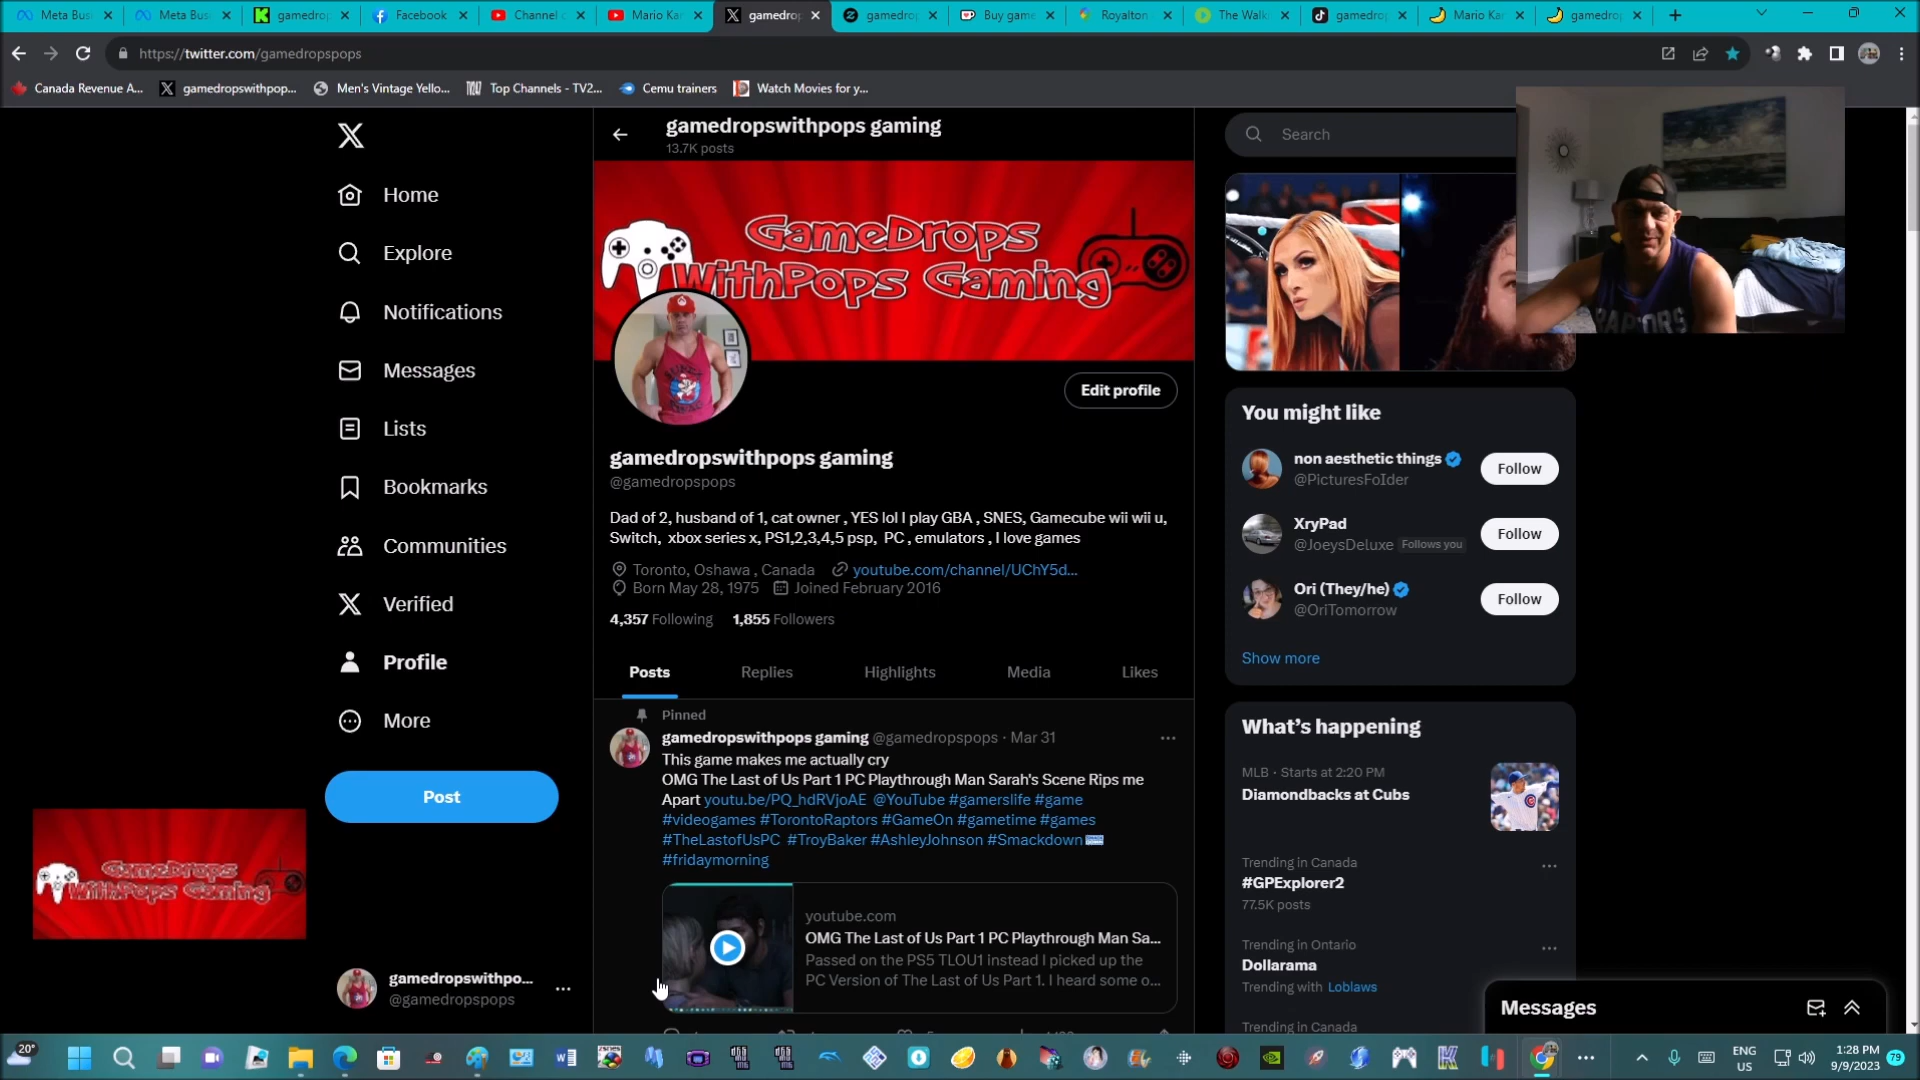 Meta Bus
Meta Bus
gamedrop
Facebook
Channel c
Mario Kar
gamedrop
gamedrop
Buy game
Royalton
The Walk
gamedrop
Mario Kar
gamedrop
https://twitter.com/gamedropspops
Canada Revenue A...
gamedropswithpop...
Men's Vintage Yello...
Top Channels - TV2...
Cemu trainers
Watch Movies for y...
gamedropswithpops gaming
13.7K posts
Search
Home
Explore
Notifications
Messages
Lists
Bookmarks
Communities
Verified
Profile
More
Post
GameDrops
WithPops Gaming
RAPTORS
Edit profile
gamedropswithpops gaming
@gamedropspops
Dad of 2, husband of 1, cat owner , YES lol I play GBA , SNES, Gamecube wii wii u,
Switch, xbox series x, PS1,2,3,4,5 psp, PC , emulators , I love games
Toronto, Oshawa , Canada youtube.com/channel/UChY5d...
Born May 28, 1975 Joined February 2016
4,357 Following 1,855 Followers
Posts Replies Highlights Media Likes
Pinned
gamedropswithpops gaming @gamedropspops · Mar 31
This game makes me actually cry
OMG The Last of Us Part 1 PC Playthrough Man Sarah's Scene Rips me
Apart youtu.be/PQ_hdRVjoAE @YouTube #gamerslife #game
#videogames #TorontoRaptors #GameOn #gametime #games
#TheLastofUsPC #TroyBaker #AshleyJohnson #Smackdown
#fridaymorning
youtube.com
OMG The Last of Us Part 1 PC Playthrough Man Sa...
Passed on the PS5 TLOU1 instead I picked up the
PC Version of The Last of Us Part 1. I heard some o...
You might like
non aesthetic things
@PicturesFoIder
Follow
XryPad
@JoeysDeluxe Follows you
Follow
Ori (They/he)
@OriTomorrow
Follow
Show more
What's happening
MLB · Starts at 2:20 PM
Diamondbacks at Cubs
Trending in Canada
#GPExplorer2
77.5K posts
Trending in Ontario
Dollarama
Trending with Loblaws
Trending in Canada
Messages
GameDrops
WithPops Gaming
gamedropswithpo...
@gamedropspops
20°
ENG
US
1:28 PM
9/9/2023
79